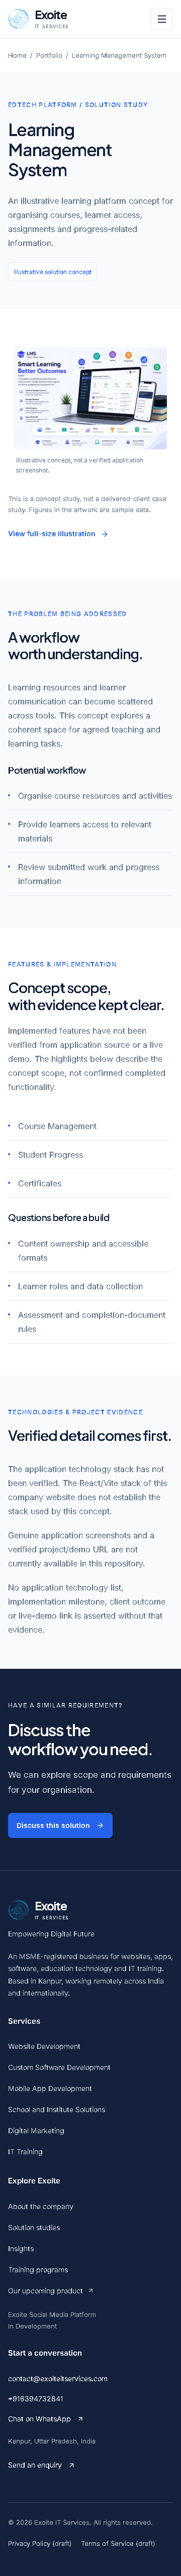 Exoite
IT SERVICES
Home / Portfolio / Learning Management System
EDTECH PLATFORM / SOLUTION STUDY
Learning
Management
System
An illustrative learning platform concept for
organising courses, learner access,
assignments and progress-related
information.
Illustrative solution concept
LMS
Smart Learning
Better Outcomes
Illustrative concept, not a verified application
screenshot.
This is a concept study, not a delivered-client case
study. Figures in the artwork are sample data.
View full-size illustration →
THE PROBLEM BEING ADDRESSED
A workflow
worth understanding.
Learning resources and learner
communication can become scattered
across tools. This concept explores a
coherent space for agreed teaching and
learning tasks.
Potential workflow
Organise course resources and activities
Provide learners access to relevant
materials
Review submitted work and progress
information
FEATURES & IMPLEMENTATION
Concept scope,
with evidence kept clear.
Implemented features have not been
verified from application source or a live
demo. The highlights below describe the
concept scope, not confirmed completed
functionality.
Course Management
Student Progress
Certificates
Questions before a build
Content ownership and accessible
formats
Learner roles and data collection
Assessment and completion-document
rules
TECHNOLOGIES & PROJECT EVIDENCE
Verified detail comes first.
The application technology stack has not
been verified. The React/Vite stack of this
company website does not establish the
stack used by this concept.
Genuine application screenshots and a
verified project/demo URL are not
currently available in this repository.
No application technology list,
implementation milestone, client outcome
or live-demo link is asserted without that
evidence.
HAVE A SIMILAR REQUIREMENT?
Discuss the
workflow you need.
We can explore scope and requirements
for your organisation.
Discuss this solution →
Exoite
IT SERVICES
Empowering Digital Future
An MSME-registered business for websites, apps,
software, education technology and IT training.
Based in Kanpur, working remotely across India
and internationally.
Services
Website Development
Custom Software Development
Mobile App Development
School and Institute Solutions
Digital Marketing
IT Training
Explore Exoite
About the company
Solution studies
Insights
Training programs
Our upcoming product ↗
Exoite Social Media Platform
In Development
Start a conversation
contact@exoiteitservices.com
+916394732841
Chat on WhatsApp ↗
Kanpur, Uttar Pradesh, India
Send an enquiry ↗
© 2026 Exoite IT Services. All rights reserved.
Privacy Policy (draft) Terms of Service (draft)